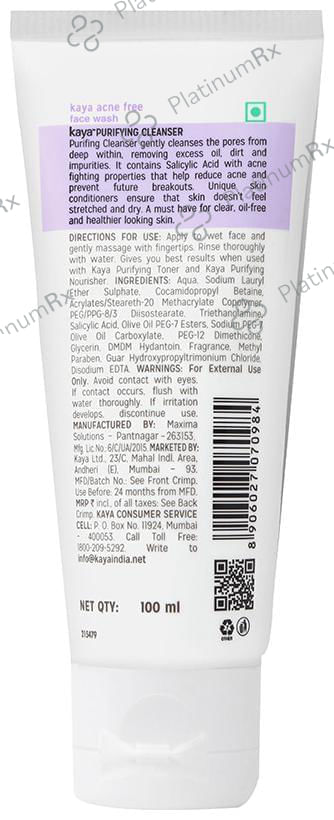 kaya acne free
face wash
kaya PURIFYING CLEANSER
Purifing Cleanser gently cleanses the pores from
deep within, removing excess oil, dirt and
impurities. It contains Salicylic Acid with acne
fighting properties that help reduce acne and
prevent future breakouts. Unique skin
conditioners ensure that skin doesn't feel
stretched and dry. A must have for clear, oil-free
and healthier looking skin.
DIRECTIONS FOR USE: Apply to wet face and
gently massage with fingertips. Rinse thoroughly
with water. Gives you best results when used
with Kaya Purifying Toner and Kaya Purifying
Nourisher. INGREDIENTS: Aqua, Sodium Lauryl
Ether Sulphate, Cocamidopropyl Betaine,
Acrylates/Steareth-20 Methacrylate Copolymer,
PEG/PPG-8/3 Diisostearate, Triethanolamine,
Salicylic Acid, Olive Oil PEG-7 Esters, Sodium PEG-7
Olive Oil Carboxylate, PEG-12 Dimethicone,
Glycerin, DMDM Hydantoin, Fragrance, Methyl
Paraben, Guar Hydroxypropyltrimonium Chloride,
Disodium EDTA. WARNINGS: For External Use
Only. Avoid contact with eyes.
If contact occurs, flush with
water thoroughly. If irritation
develops, discontinue use.
MANUFACTURED BY: Maxima
Solutions - Pantnagar -263153.
Mfg. Lic.No.:6/C/UA/2015. MARKETED BY:
Kaya Ltd., 23/C, Mahal Indl. Area,
Andheri (E), Mumbai - 93.
MFD/Batch No.: See Front Crimp.
Use Before: 24 months from MFD.
MRP ₹ incl., of all taxes: See Back
Crimp. KAYA CONSUMER SERVICE
CELL: P. O. Box No. 11924, Mumbai
- 400053. Call Toll Free:
1800-209-5292. Write to
info@kayaindia.net
8 906027 070984
NET QTY: 100 ml
215479
OTHER
PlatinumRx
PlatinumRx
PlatinumRx
PlatinumRx
PlatinumRx